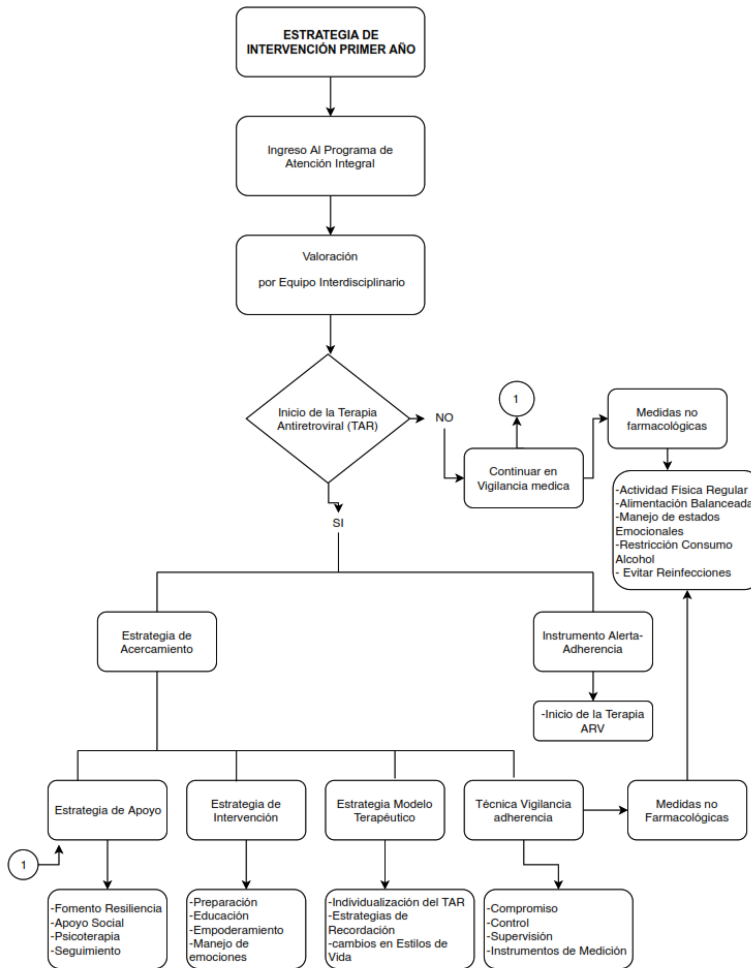 ESTRATEGIA DE
INTERVENCIÓN PRIMER AÑO
Ingreso Al Programa de
Atención Integral
Valoración
por Equipo Interdisciplinario
Inicio de la Terapia
Antiretroviral (TAR)
NO
1
Continuar en
Vigilancia medica
Medidas no
farmacológicas
-Actividad Física Regular
-Alimentación Balanceada
-Manejo de estados
Emocionales
-Restricción Consumo
Alcohol
- Evitar Reinfecciones
SI
Estrategia de
Acercamiento
Instrumento Alerta-
Adherencia
-Inicio de la Terapia
ARV
Estrategia de Apoyo
Estrategia de
Intervención
Estrategia Modelo
Terapéutico
Técnica Vigilancia
adherencia
Medidas no
Farmacológicas
1
-Fomento Resiliencia
-Apoyo Social
-Psicoterapia
-Seguimiento
-Preparación
-Educación
-Empoderamiento
-Manejo de
emociones
-Individualización del TAR
-Estrategias de
Recordación
-cambios en Estilos de
Vida
-Compromiso
-Control
-Supervisión
-Instrumentos de Medición